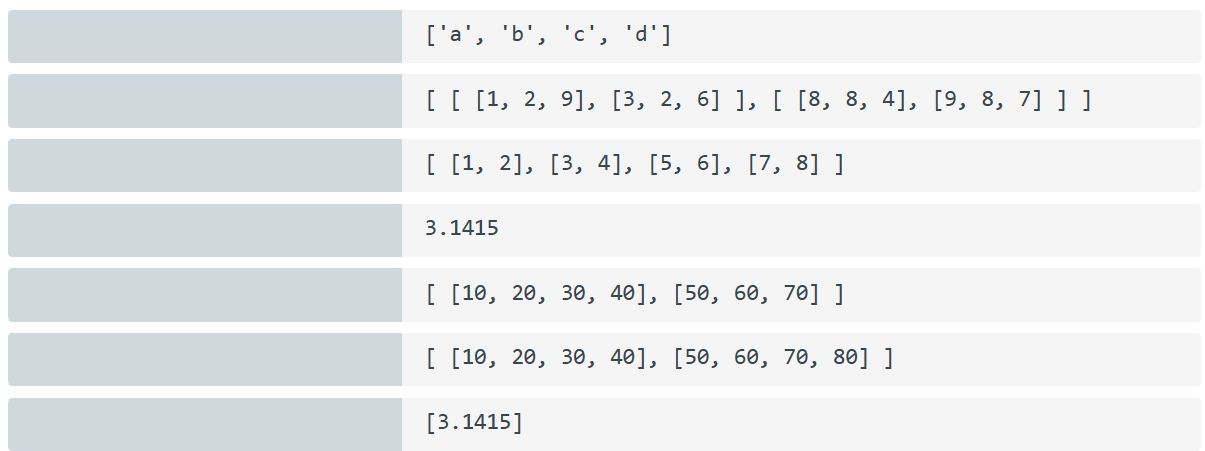 ['a', 'b', 'c', 'd']
[ [ [1, 2, 9], [3, 2, 6] ], [ [8, 8, 4], [9, 8, 7] ] ]
[ [1, 2], [3, 4], [5, 6], [7, 8] ]
3.1415
[ [10, 20, 30, 40], [50, 60, 70] ]
[ [10, 20, 30, 40], [50, 60, 70, 80] ]
[3.1415]